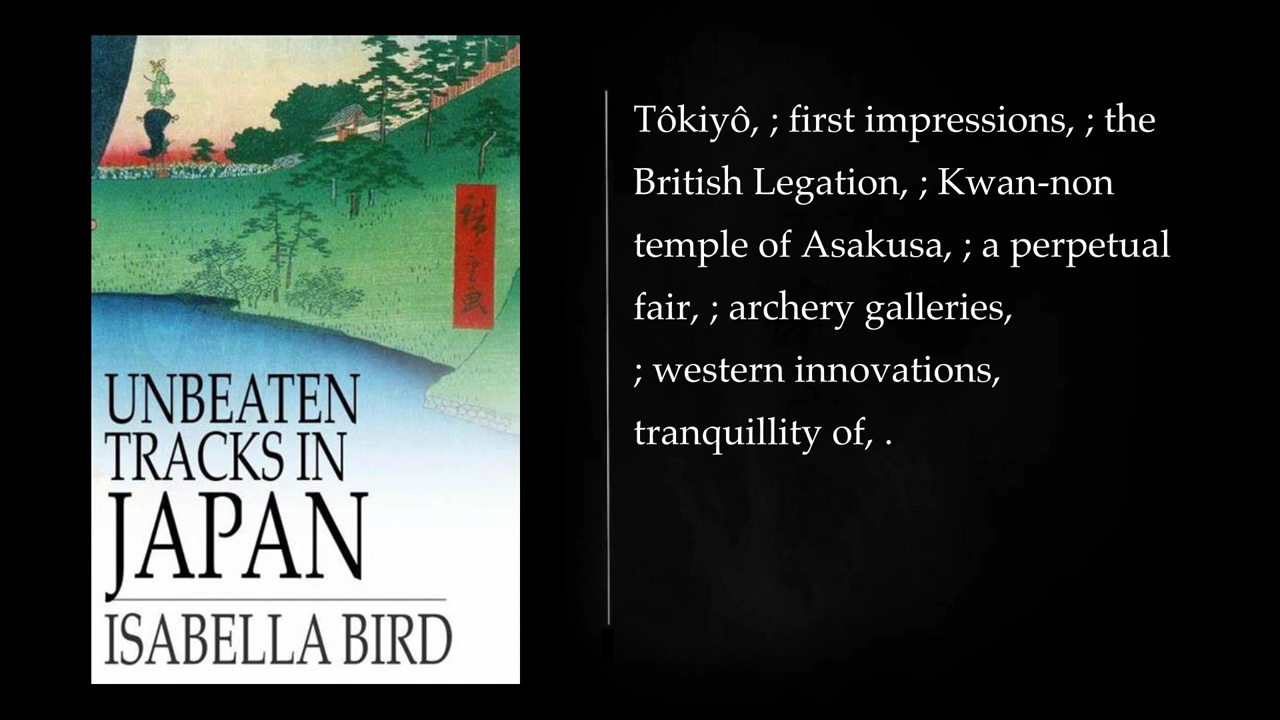 UNBEATEN
TRACKS IN
JAPAN
ISABELLA BIRD
Tôkiyô, ; first impressions, ; the
British Legation, ; Kwan-non
temple of Asakusa, ; a perpetual
fair, ; archery galleries,
; western innovations,
tranquillity of, .